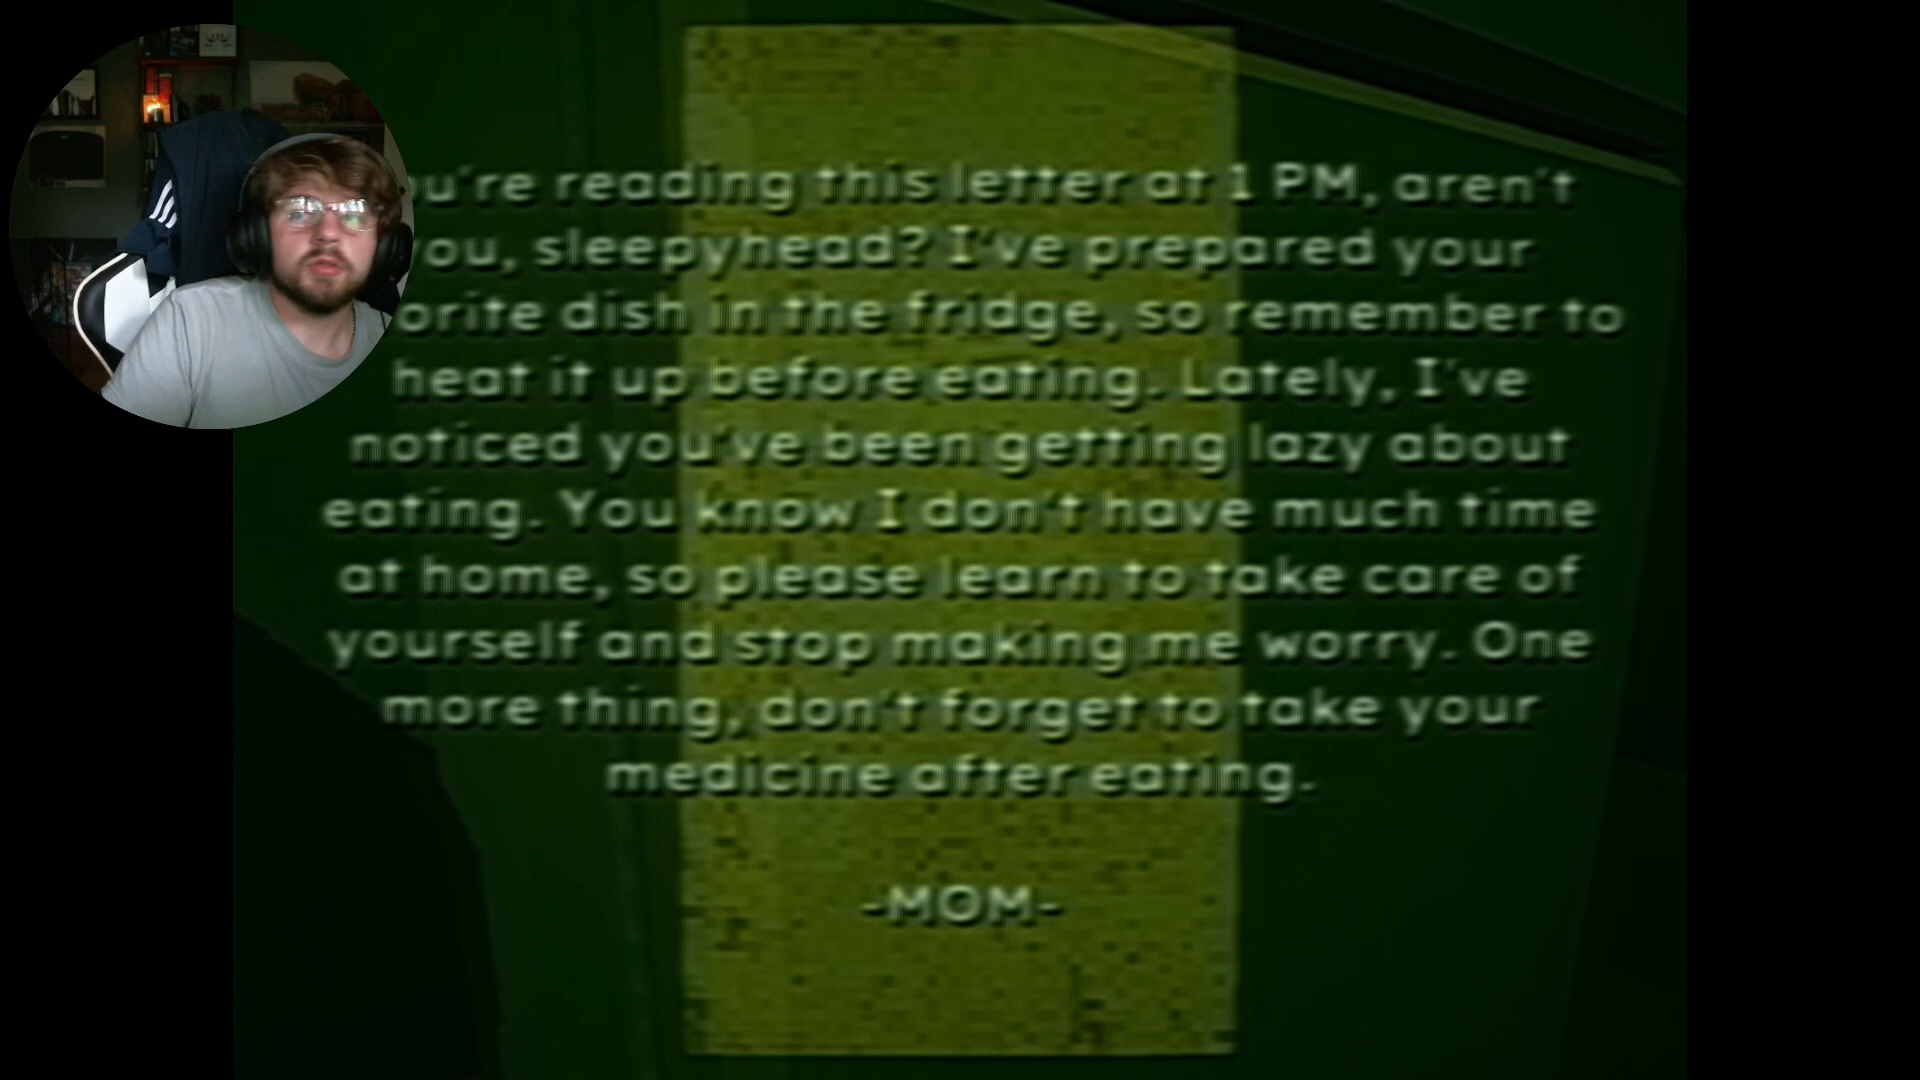 ou're reading this letter at 1 PM, aren't
you, sleepyhead? I've prepared your
orite dish in the fridge, so remember to
heat it up before eating. Lately, I've
noticed you've been getting lazy about
eating. You know I don't have much time
at home, so please learn to take care of
yourself and stop making me worry. One
more thing, don't forget to take your
medicine after eating.
-MOM-